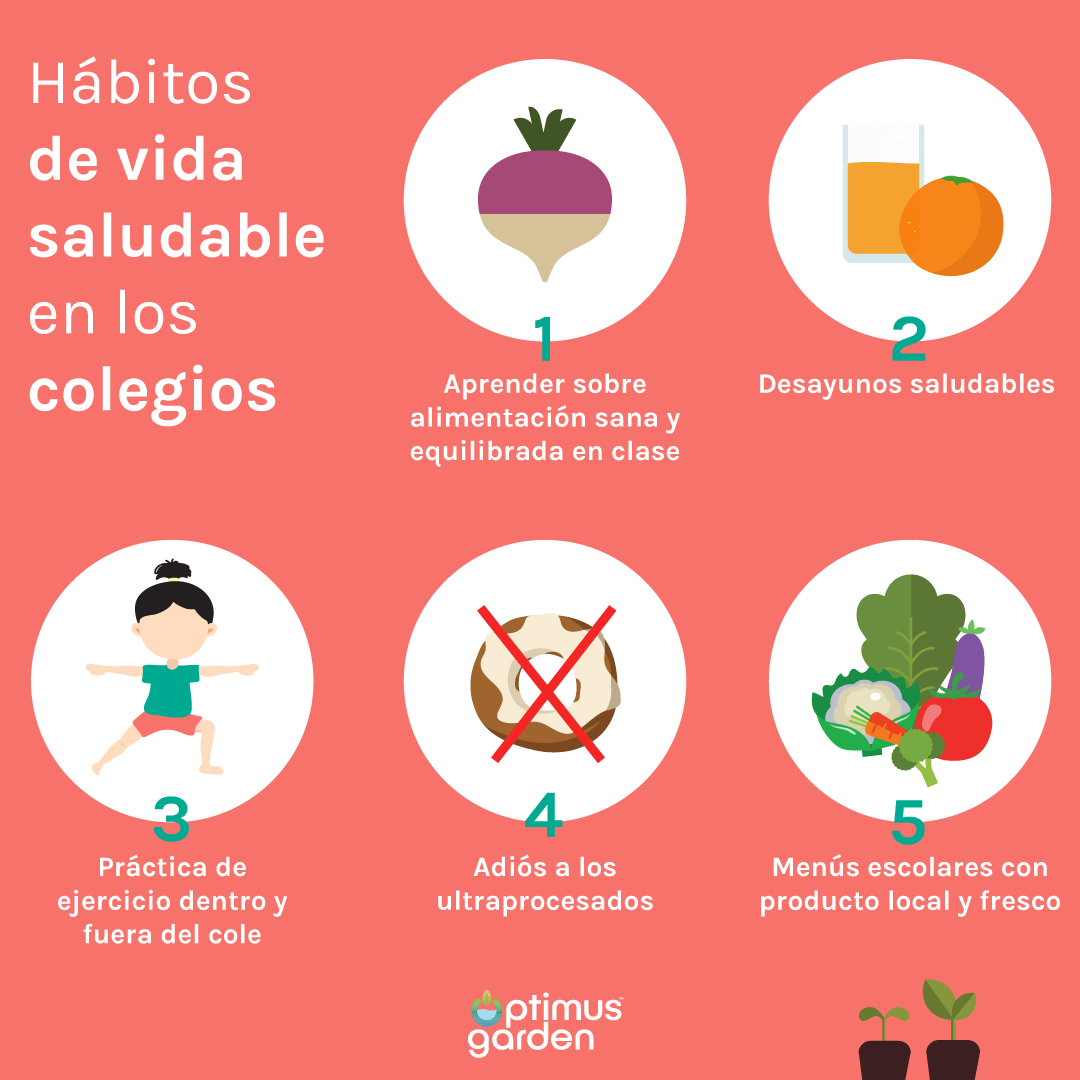 Hábitos
de vida
saludable
en los
colegios
1
Aprender sobre
alimentación sana y
equilibrada en clase
2
Desayunos saludables
3
Práctica de
ejercicio dentro y
fuera del cole
4
Adiós a los
ultraprocesados
5
Menús escolares con
producto local y fresco
optimus™
garden